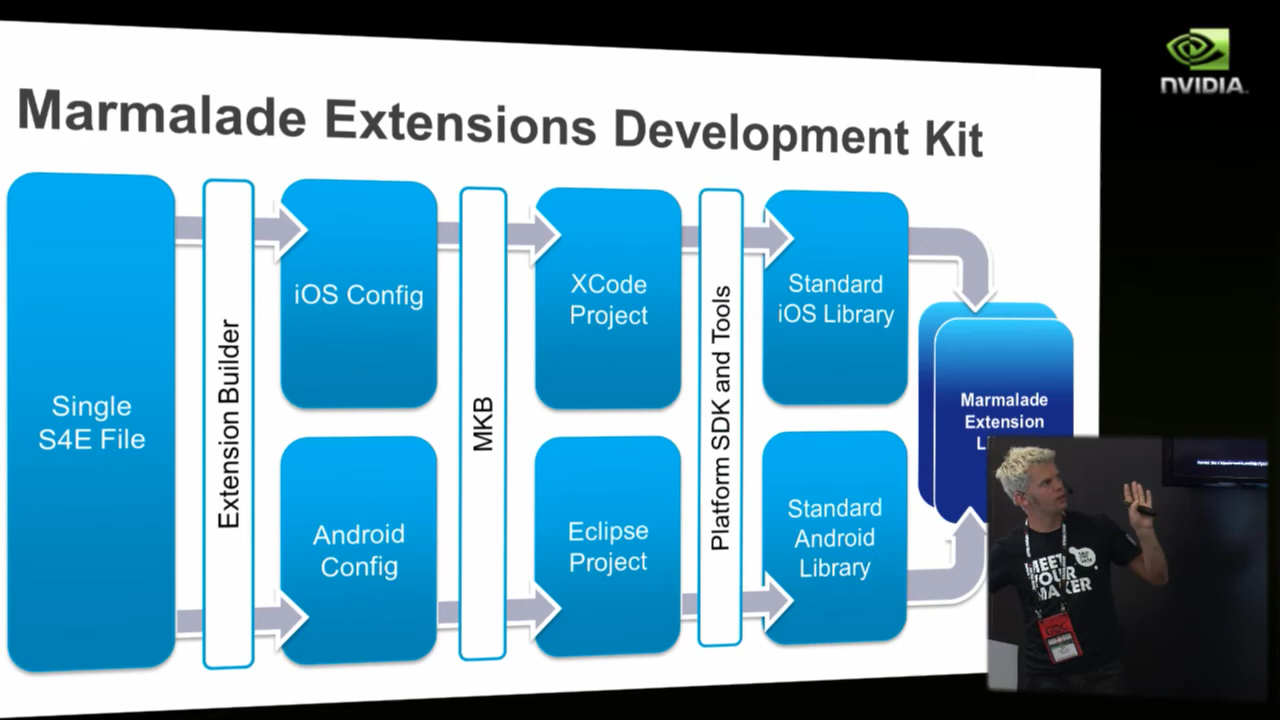 NVIDIA.
Marmalade Extensions Development Kit
Single
S4E File
Extension Builder
iOS Config
Android
Config
MKB
XCode
Project
Eclipse
Project
Platform SDK and Tools
Standard
iOS Library
Standard
Android
Library
Marmalade
Extension
MEET
YOUR
MAKER
GDC